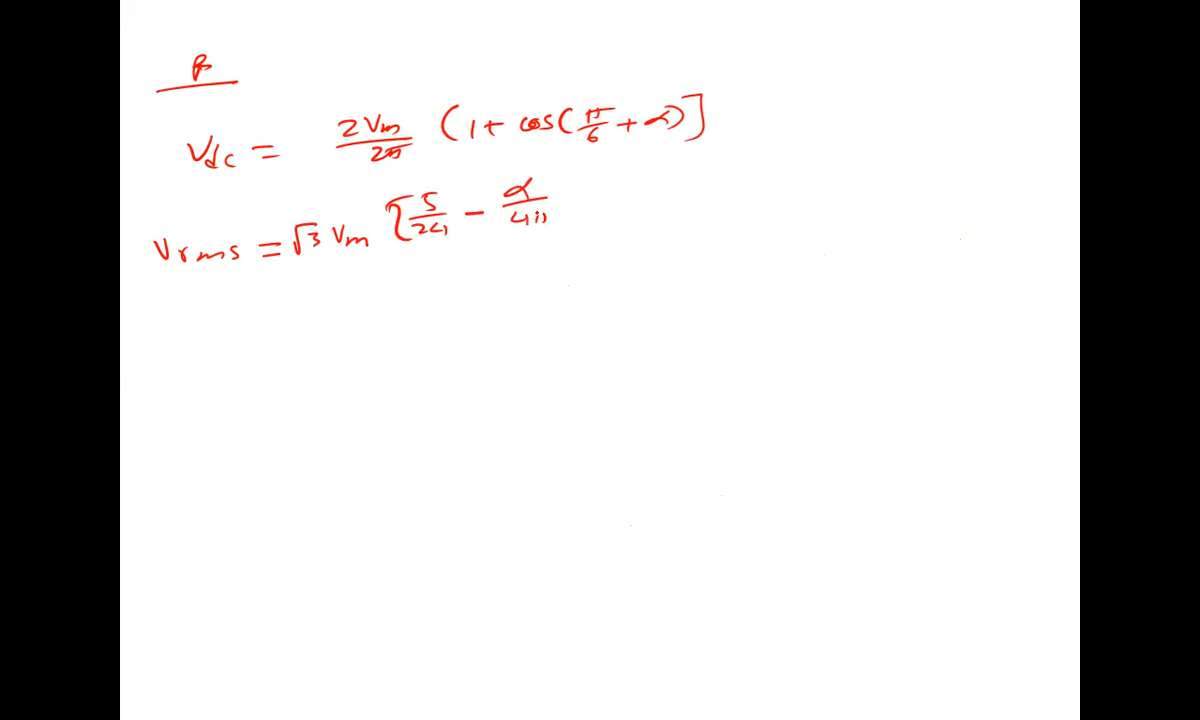 R
Vdc = 2Vm/2π (1 + cos(π/6 + α)]
Vrms = √3 Vm [5/24 - α/4π